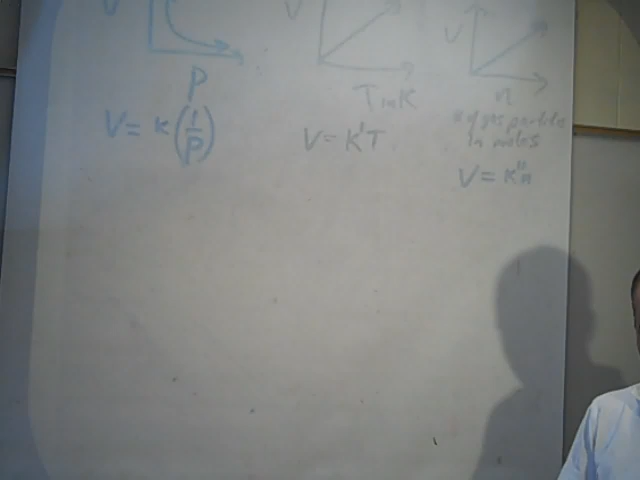 V
P
V = K(1/P)
V
T in K
V = K'T
V
n
# of gas particles
in moles
V = K"n